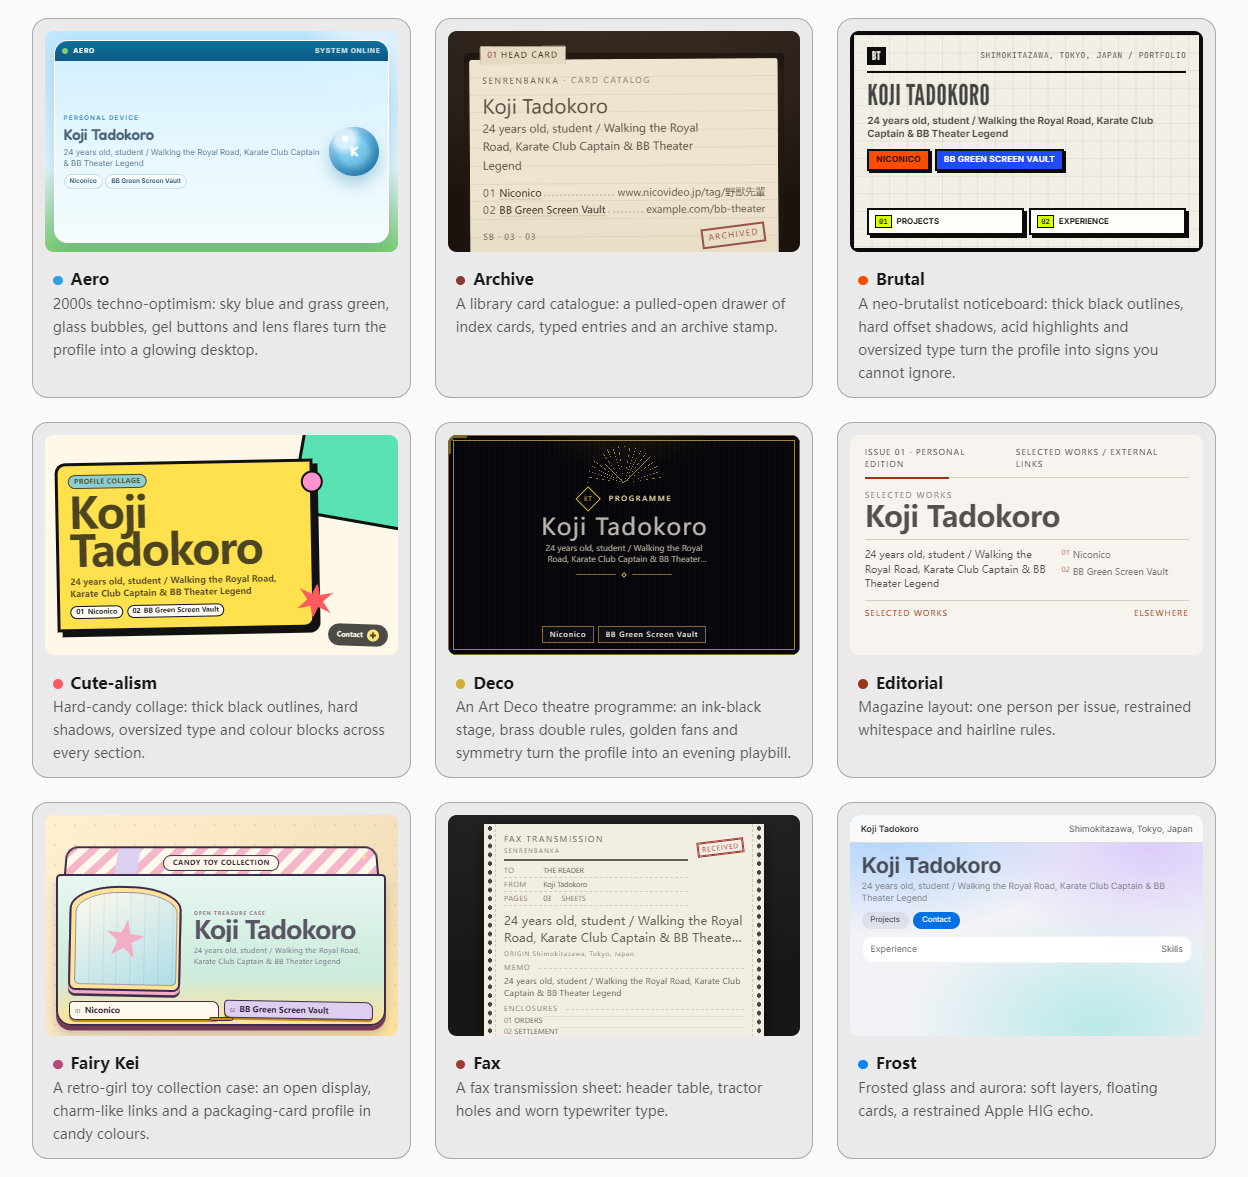 AERO
SYSTEM ONLINE
PERSONAL DEVICE
Koji Tadokoro
24 years old, student / Walking the Royal Road, Karate Club Captain
& BB Theater Legend
Niconico
BB Green Screen Vault
K
Aero
2000s techno-optimism: sky blue and grass green,
glass bubbles, gel buttons and lens flares turn the
profile into a glowing desktop.
01 HEAD CARD
SENRENBANKA · CARD CATALOG
Koji Tadokoro
24 years old, student / Walking the Royal
Road, Karate Club Captain & BB Theater
Legend
01 Niconico www.nicovideo.jp/tag/野獣先輩
02 BB Green Screen Vault example.com/bb-theater
SB · 03 · 03
ARCHIVED
Archive
A library card catalogue: a pulled-open drawer of
index cards, typed entries and an archive stamp.
BT
SHIMOKITAZAWA, TOKYO, JAPAN / PORTFOLIO
KOJI TADOKORO
24 years old, student / Walking the Royal Road, Karate Club
Captain & BB Theater Legend
NICONICO
BB GREEN SCREEN VAULT
01 PROJECTS
02 EXPERIENCE
Brutal
A neo-brutalist noticeboard: thick black outlines,
hard offset shadows, acid highlights and
oversized type turn the profile into signs you
cannot ignore.
PROFILE COLLAGE
Koji
Tadokoro
24 years old, student / Walking the Royal Road,
Karate Club Captain & BB Theater Legend
01 Niconico
02 BB Green Screen Vault
Contact +
Cute-alism
Hard-candy collage: thick black outlines, hard
shadows, oversized type and colour blocks across
every section.
KT
PROGRAMME
Koji Tadokoro
24 years old, student / Walking the Royal
Road, Karate Club Captain & BB Theater...
Niconico
BB Green Screen Vault
Deco
An Art Deco theatre programme: an ink-black
stage, brass double rules, golden fans and
symmetry turn the profile into an evening playbill.
ISSUE 01 · PERSONAL
EDITION
SELECTED WORKS / EXTERNAL
LINKS
SELECTED WORKS
Koji Tadokoro
24 years old, student / Walking the
Royal Road, Karate Club Captain & BB
Theater Legend
01 Niconico
02 BB Green Screen Vault
SELECTED WORKS
ELSEWHERE
Editorial
Magazine layout: one person per issue, restrained
whitespace and hairline rules.
CANDY TOY COLLECTION
OPEN TREASURE CASE
Koji Tadokoro
24 years old, student / Walking the Royal Road,
Karate Club Captain & BB Theater Legend
01 Niconico
02 BB Green Screen Vault
Fairy Kei
A retro-girl toy collection case: an open display,
charm-like links and a packaging-card profile in
candy colours.
FAX TRANSMISSION
SENRENBANKA
RECEIVED
TO THE READER
FROM Koji Tadokoro
PAGES 03 SHEETS
24 years old, student / Walking the Royal
Road, Karate Club Captain & BB Theate...
ORIGIN Shimokitazawa, Tokyo, Japan
MEMO
24 years old, student / Walking the Royal Road, Karate Club
Captain & BB Theater Legend
ENCLOSURES
01 ORDERS
02 SETTLEMENT
Fax
A fax transmission sheet: header table, tractor
holes and worn typewriter type.
Koji Tadokoro
Shimokitazawa, Tokyo, Japan
Koji Tadokoro
24 years old, student / Walking the Royal Road, Karate Club Captain & BB
Theater Legend
Projects
Contact
Experience
Skills
Frost
Frosted glass and aurora: soft layers, floating
cards, a restrained Apple HIG echo.